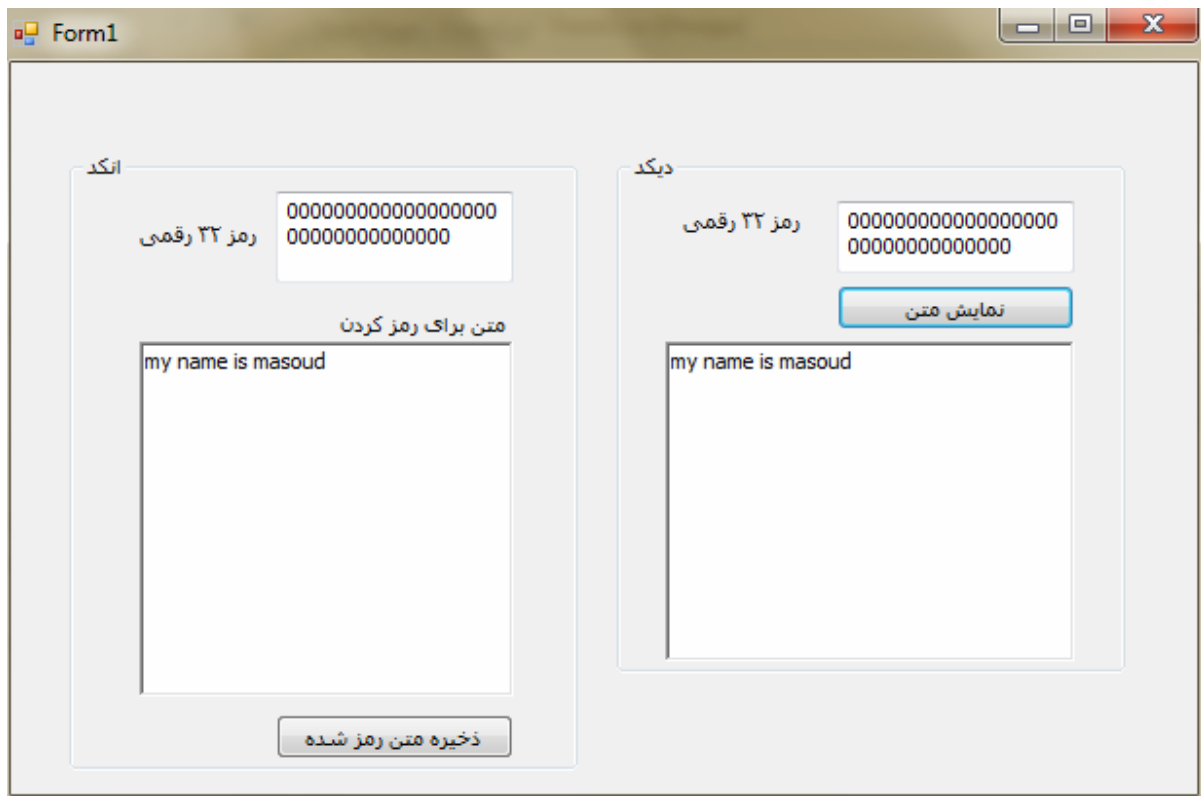 Form1
انکد
000000000000000000
00000000000000
رمز ۳۲ رقمی
متن برای رمز کردن
my name is masoud
ذخیره متن رمز شده
دیکد
رمز ۳۲ رقمی
000000000000000000
00000000000000
نمایش متن
my name is masoud